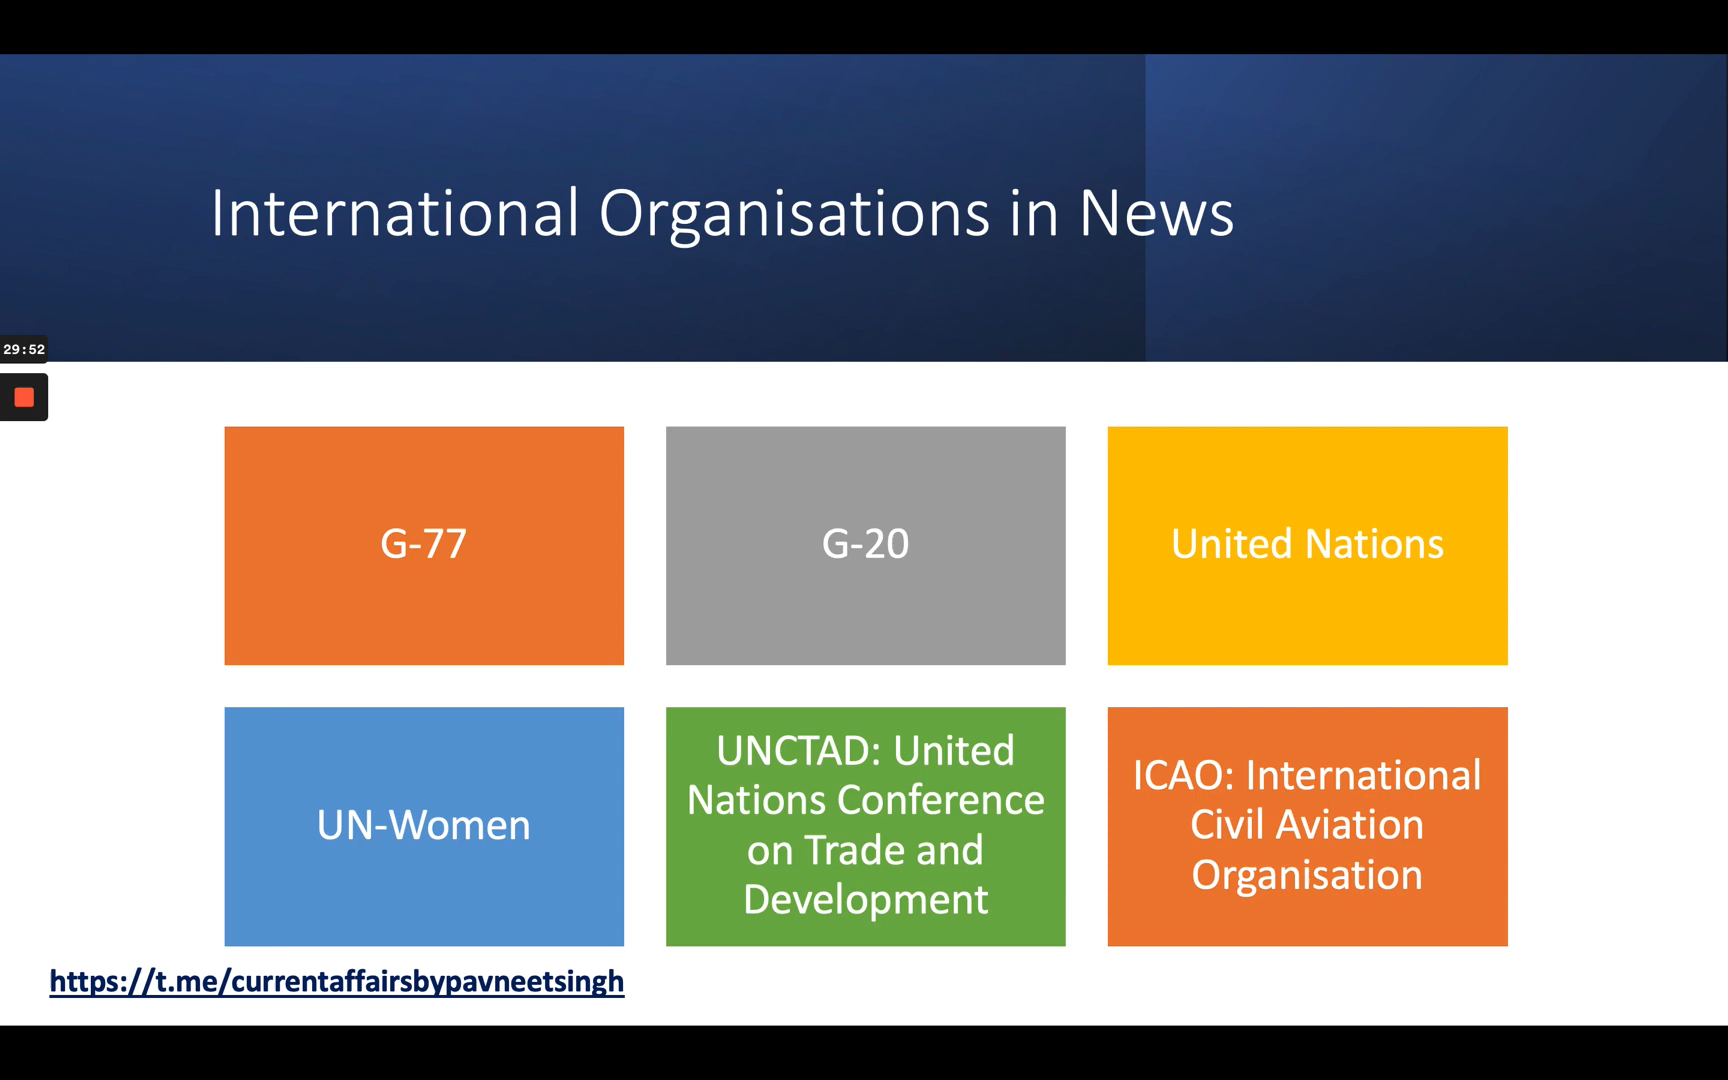 International Organisations in News
29:52
G-77
G-20
United Nations
UN-Women
UNCTAD: United
Nations Conference
on Trade and
Development
ICAO: International
Civil Aviation
Organisation
https://t.me/currentaffairsbypavneetsingh